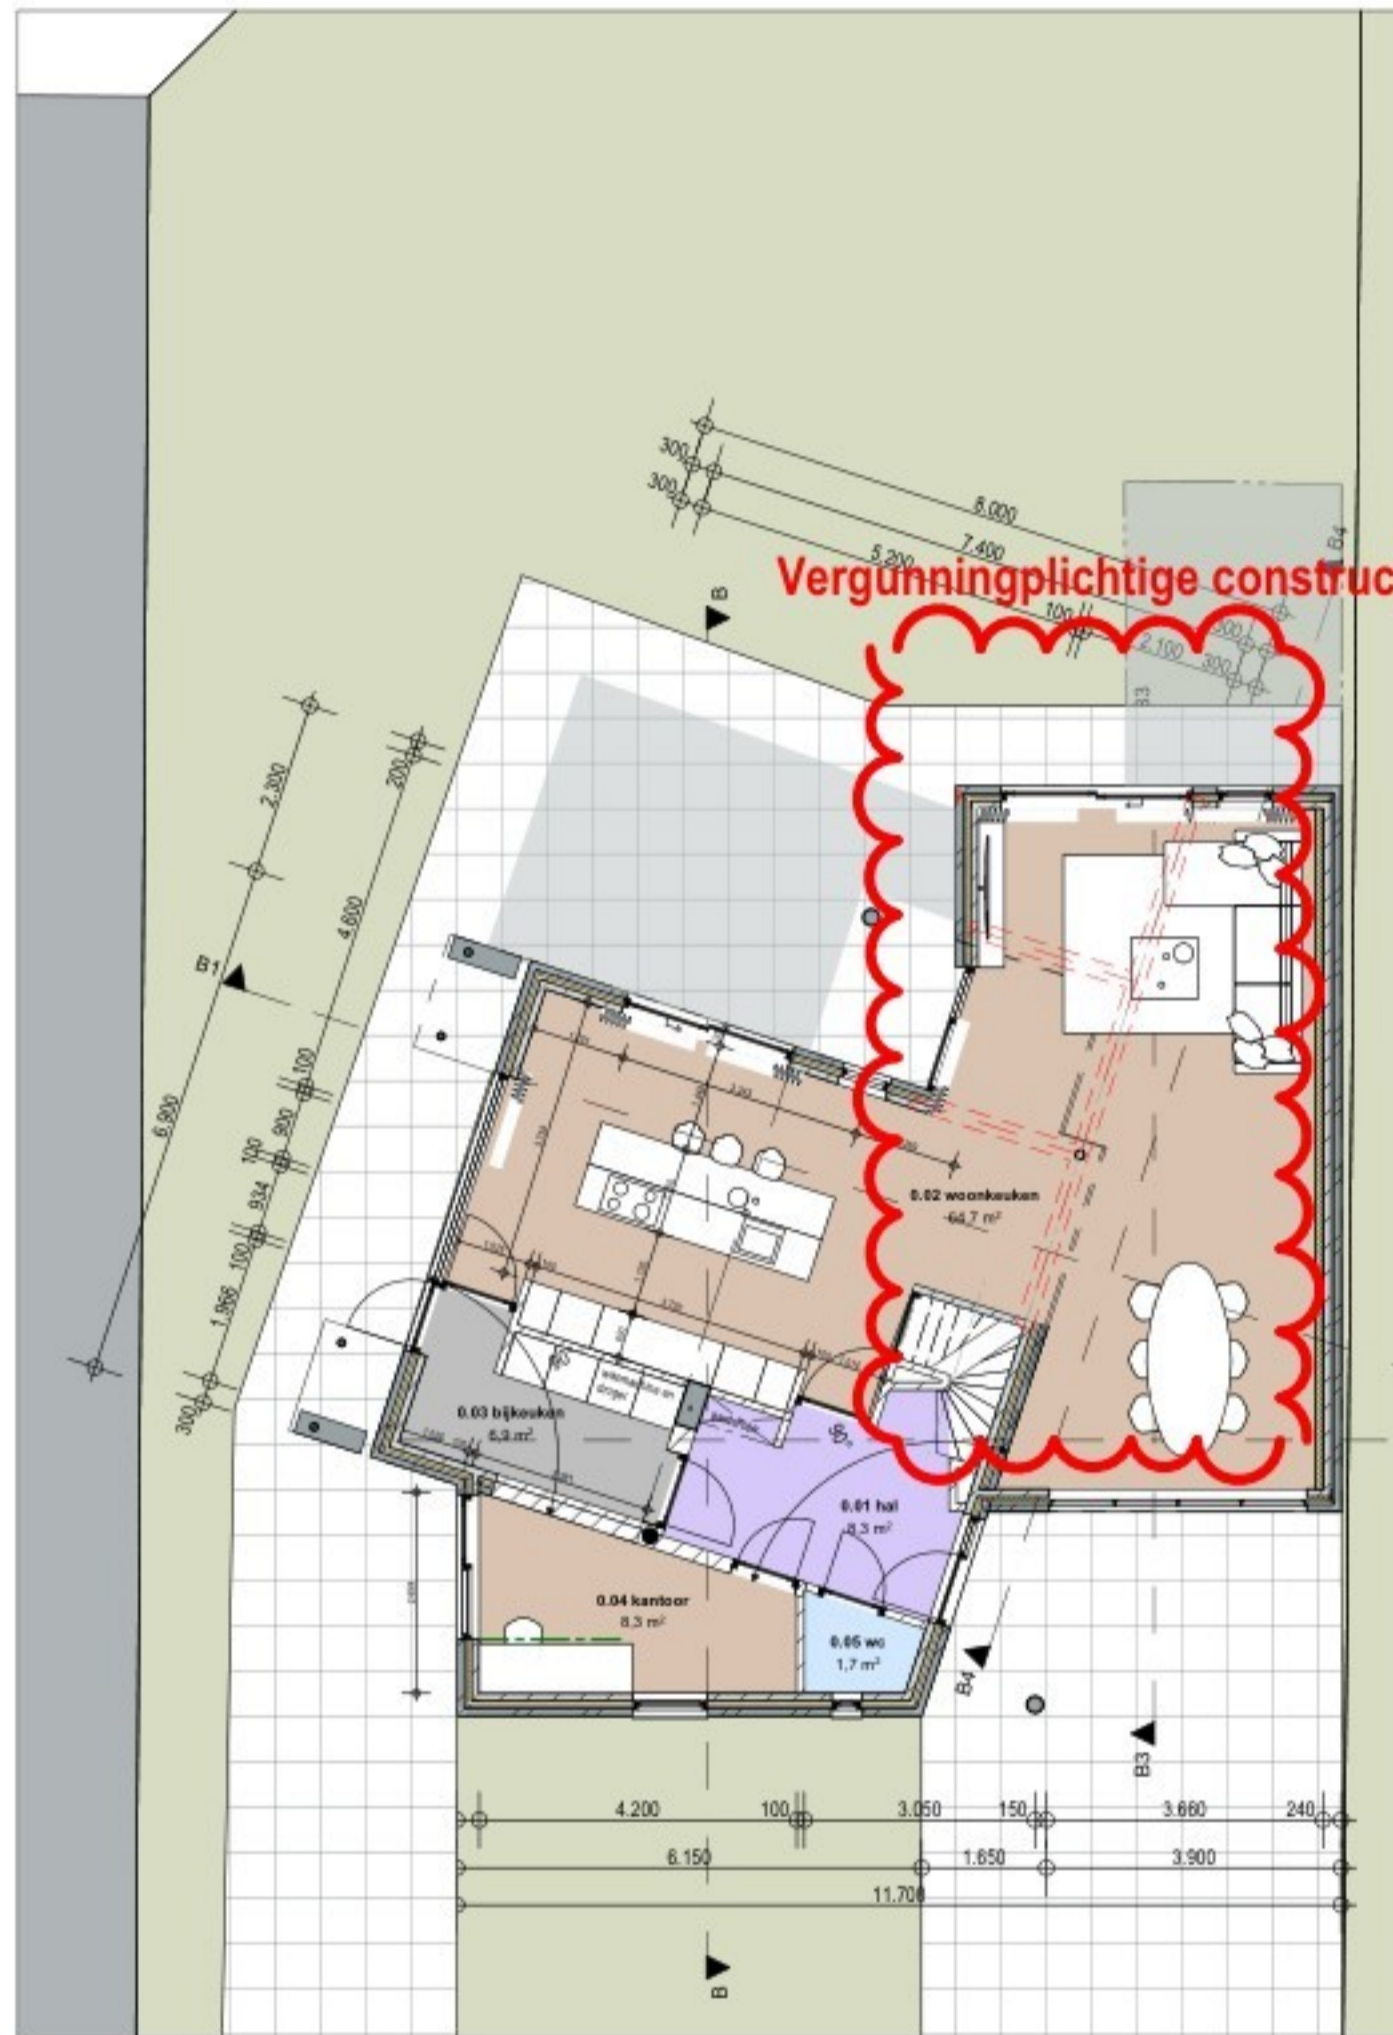 300
300
8.000
7.400
5.200
B4
Vergunningplichtige construc
B
100
300
2.100
300
B3
200
2.300
4.600
B1
100
6.900
900
100
934
100
1.966
300
0.02 woonkeuken
64,7 m²
wasmachine en
droger
0.03 bijkeuken
6,9 m²
0.01 hal
8,3 m²
0.04 kantoor
8,3 m²
0.05 wc
1,7 m²
B4
B3
4.200 100 3.050 150 3.660 240
6.150 1.650 3.900
11.700
B